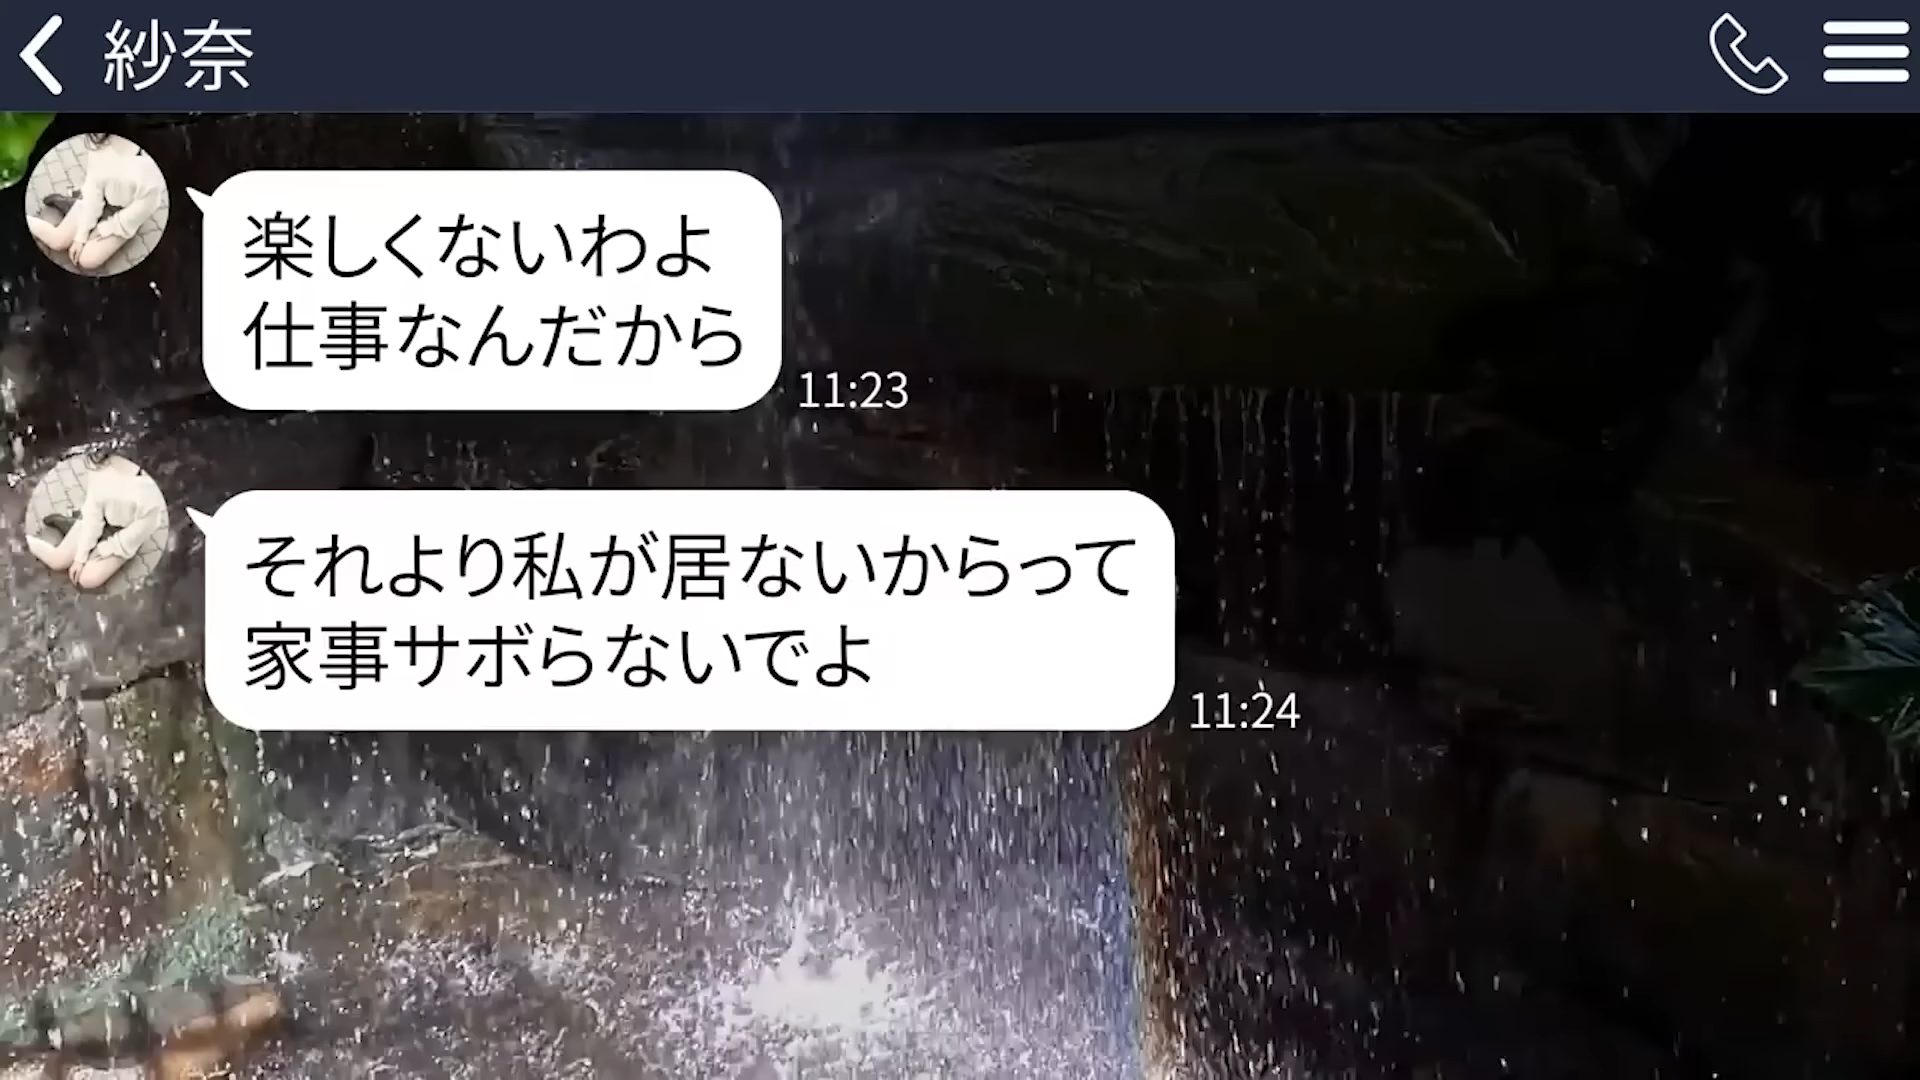 紗奈
楽しくないわよ
仕事なんだから
11:23
それより私が居ないからって
家事サボらないでよ
11:24